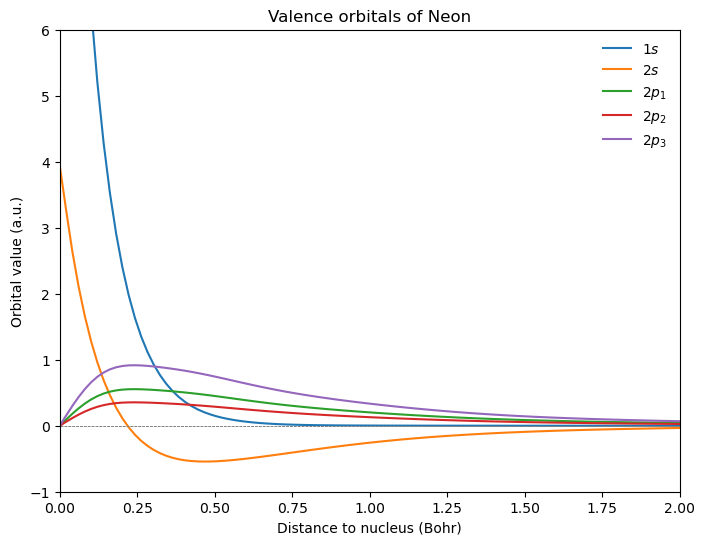 Valence orbitals of Neon
6
5
4
3
2
1
0
−1
Orbital value (a.u.)
1s
2s
2p₁
2p₂
2p₃
0.00 0.25 0.50 0.75 1.00 1.25 1.50 1.75 2.00
Distance to nucleus (Bohr)